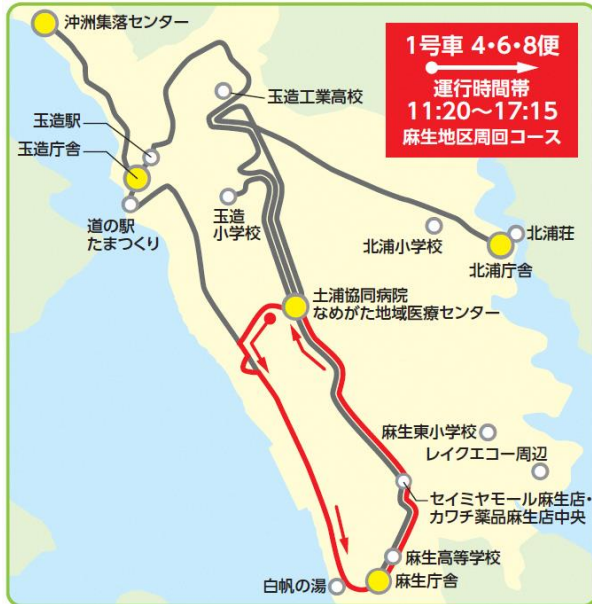 沖洲集落センター
1号車 4・6・8便
運行時間帯
11:20～17:15
麻生地区周回コース
玉造工業高校
玉造駅
玉造庁舎
道の駅
たまつくり
玉造
小学校
北浦小学校
北浦荘
北浦庁舎
土浦協同病院
なめがた地域医療センター
麻生東小学校
レイクエコー周辺
セイミヤモール麻生店・
カワチ薬品麻生店中央
麻生高等学校
白帆の湯
麻生庁舎